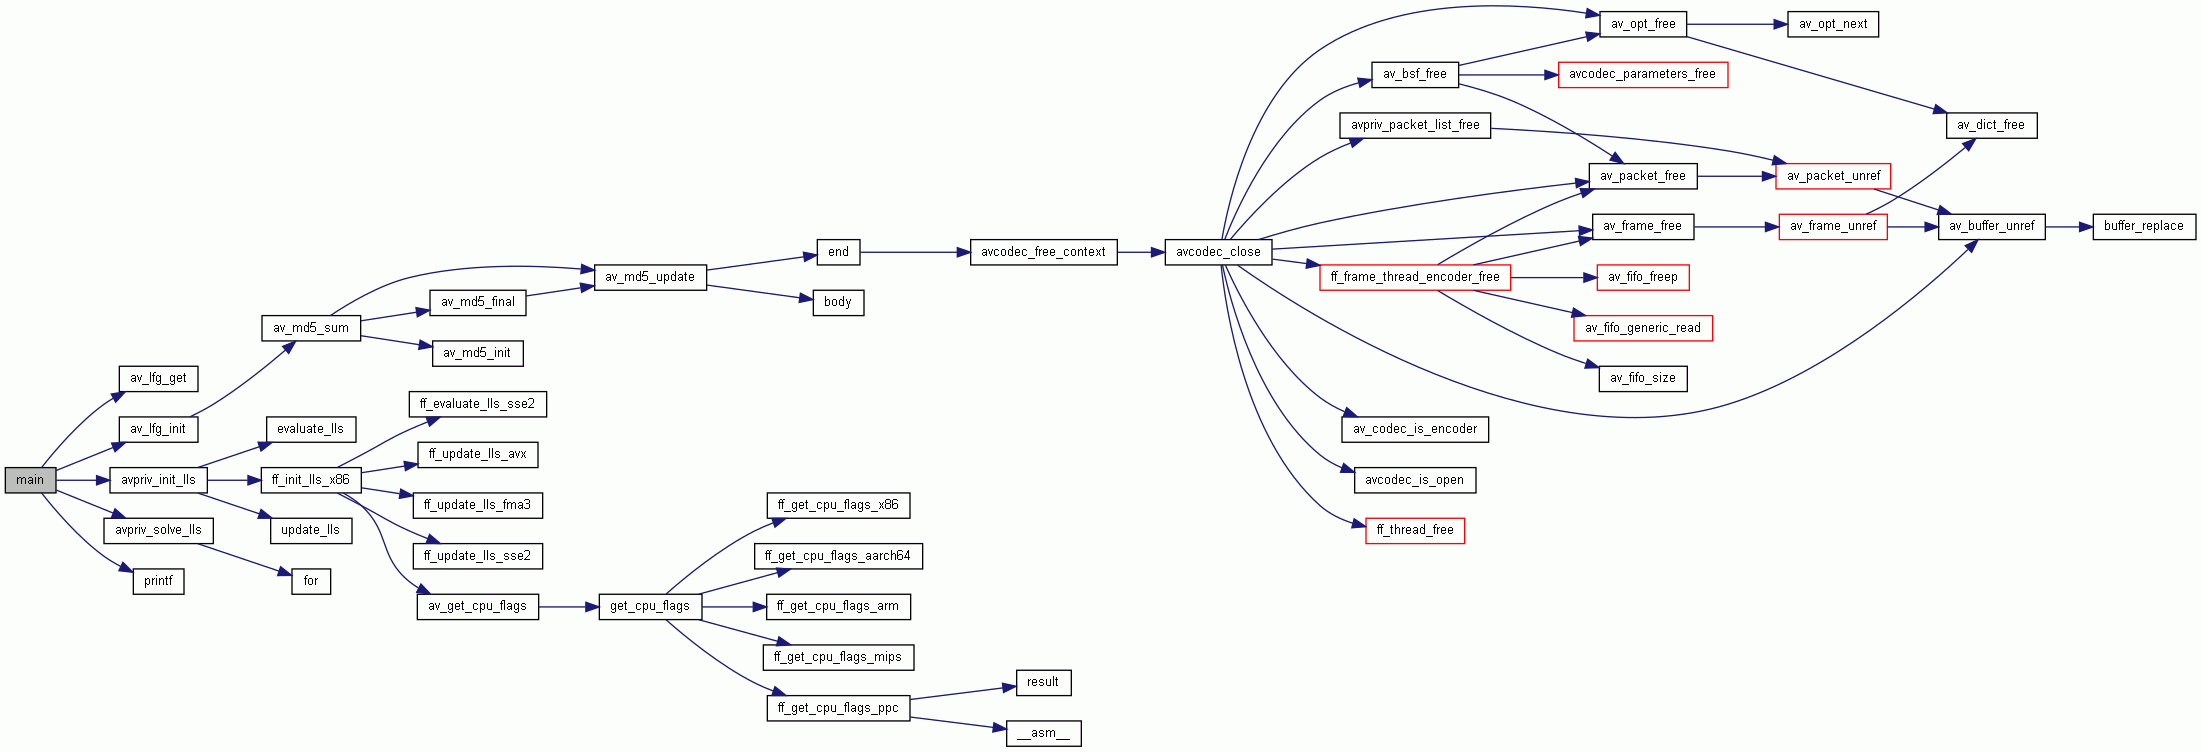 main
av_lfg_get
av_lfg_init
avpriv_init_lls
avpriv_solve_lls
printf
av_md5_sum
evaluate_lls
ff_init_lls_x86
update_lls
for
av_md5_final
av_md5_init
ff_evaluate_lls_sse2
ff_update_lls_avx
ff_update_lls_fma3
ff_update_lls_sse2
av_get_cpu_flags
av_md5_update
get_cpu_flags
end
body
ff_get_cpu_flags_x86
ff_get_cpu_flags_aarch64
ff_get_cpu_flags_arm
ff_get_cpu_flags_mips
ff_get_cpu_flags_ppc
result
__asm__
avcodec_free_context
avcodec_close
av_bsf_free
avpriv_packet_list_free
ff_frame_thread_encoder_free
av_codec_is_encoder
avcodec_is_open
ff_thread_free
av_opt_free
avcodec_parameters_free
av_packet_free
av_frame_free
av_fifo_freep
av_fifo_generic_read
av_fifo_size
av_opt_next
av_packet_unref
av_frame_unref
av_dict_free
av_buffer_unref
buffer_replace